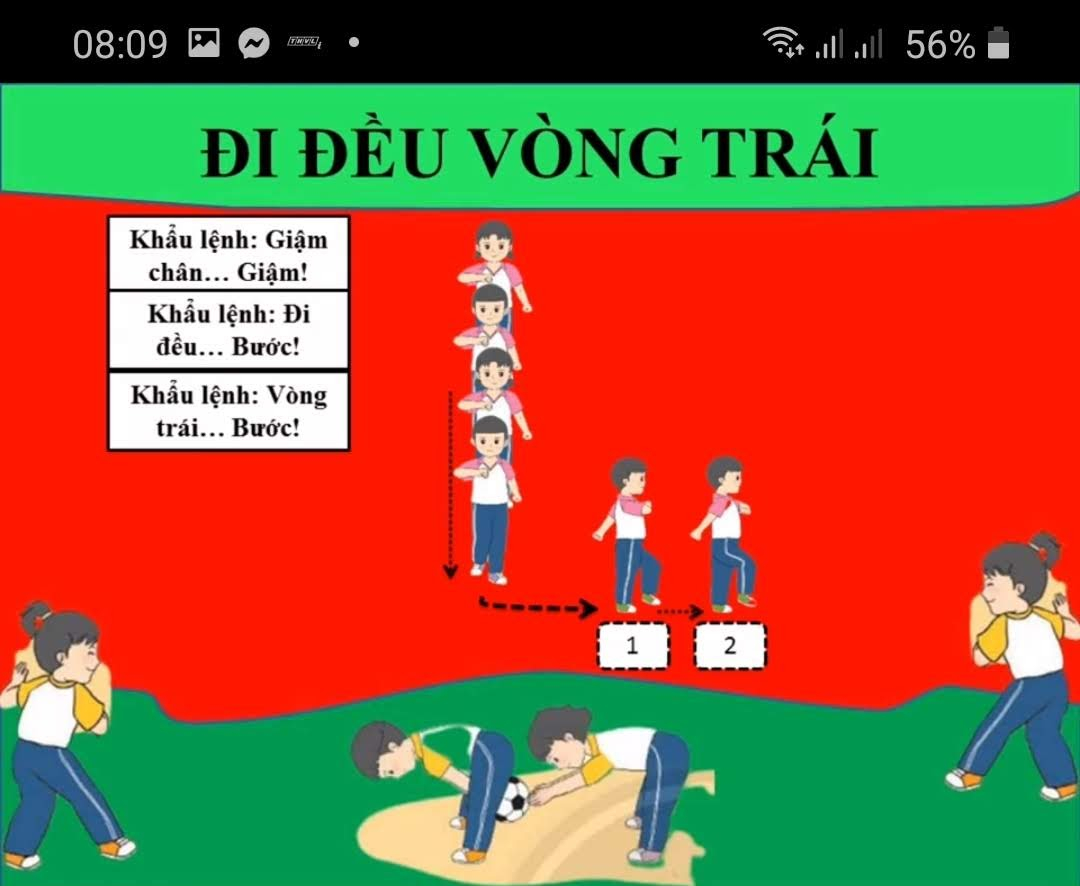 08:09
56%
ĐI ĐỀU VÒNG TRÁI
Khẩu lệnh: Giậm
chân... Giậm!
Khẩu lệnh: Đi
đều... Bước!
Khẩu lệnh: Vòng
trái... Bước!
1
2